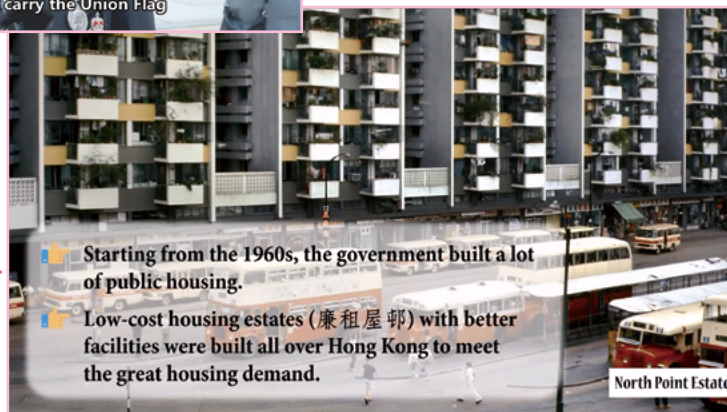 carry the Union Flag
Starting from the 1960s, the government built a lot
of public housing.
Low-cost housing estates (廉租屋邨) with better
facilities were built all over Hong Kong to meet
the great housing demand.
North Point Estate